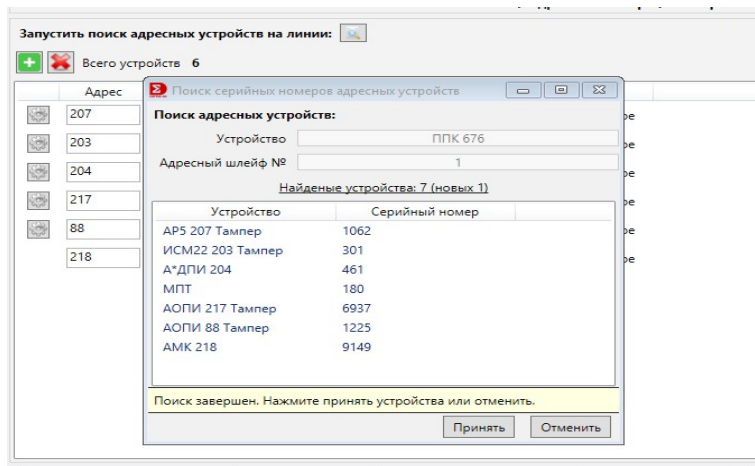 Запустить поиск адресных устройств на линии:
Всего устройств 6
Адрес
207
203
204
217
88
218
Поиск серийных номеров адресных устройств
Поиск адресных устройств:
Устройство ППК 676
Адресный шлейф № 1
Найденые устройства: 7 (новых 1)
Устройство Серийный номер
АР5 207 Тампер 1062
ИСМ22 203 Тампер 301
А*ДПИ 204 461
МПТ 180
АОПИ 217 Тампер 6937
АОПИ 88 Тампер 1225
АМК 218 9149
Поиск завершен. Нажмите принять устройства или отменить.
Принять Отменить